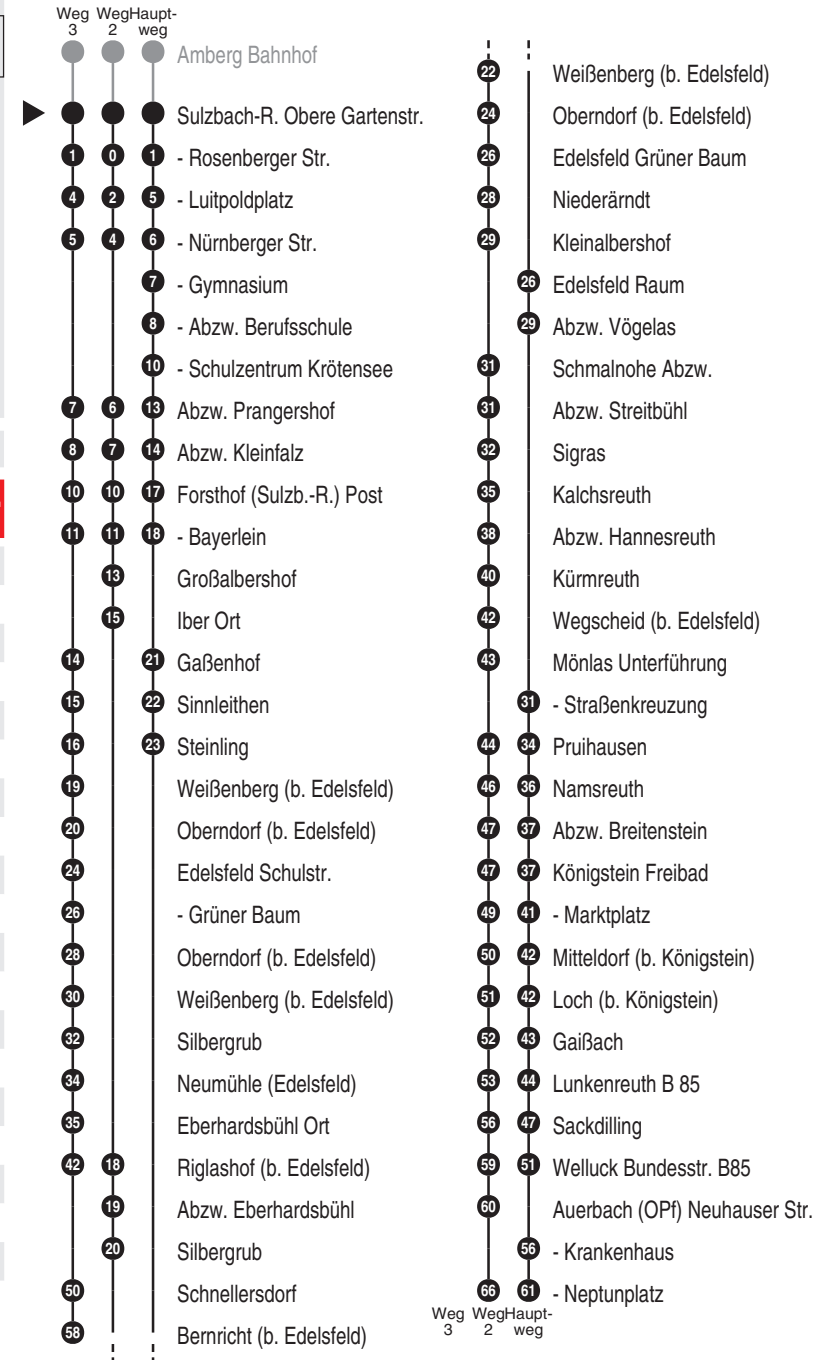 Weg WegHaupt-
3 2 weg
Amberg Bahnhof
Sulzbach-R. Obere Gartenstr.
1 0 1 - Rosenberger Str.
4 2 5 - Luitpoldplatz
5 4 6 - Nürnberger Str.
7 - Gymnasium
8 - Abzw. Berufsschule
10 - Schulzentrum Krötensee
7 6 13 Abzw. Prangershof
8 7 14 Abzw. Kleinfalz
10 10 17 Forsthof (Sulzb.-R.) Post
11 11 18 - Bayerlein
13 Großalbershof
15 Iber Ort
14 21 Gaßenhof
15 22 Sinnleithen
16 23 Steinling
19 Weißenberg (b. Edelsfeld)
20 Oberndorf (b. Edelsfeld)
24 Edelsfeld Schulstr.
26 - Grüner Baum
28 Oberndorf (b. Edelsfeld)
30 Weißenberg (b. Edelsfeld)
32 Silbergrub
34 Neumühle (Edelsfeld)
35 Eberhardsbühl Ort
42 18 Riglashof (b. Edelsfeld)
19 Abzw. Eberhardsbühl
20 Silbergrub
50 Schnellersdorf
58 Bernricht (b. Edelsfeld)
22 Weißenberg (b. Edelsfeld)
24 Oberndorf (b. Edelsfeld)
26 Edelsfeld Grüner Baum
28 Niederärndt
29 Kleinalbershof
26 Edelsfeld Raum
29 Abzw. Vögelas
31 Schmalnohe Abzw.
31 Abzw. Streitbühl
32 Sigras
35 Kalchsreuth
38 Abzw. Hannesreuth
40 Kürmreuth
42 Wegscheid (b. Edelsfeld)
43 Mönlas Unterführung
31 - Straßenkreuzung
44 34 Pruihausen
46 36 Namsreuth
47 37 Abzw. Breitenstein
47 37 Königstein Freibad
49 41 - Marktplatz
50 42 Mitteldorf (b. Königstein)
51 42 Loch (b. Königstein)
52 43 Gaißach
53 44 Lunkenreuth B 85
56 47 Sackdilling
59 51 Welluck Bundesstr. B85
60 Auerbach (OPf) Neuhauser Str.
56 - Krankenhaus
66 61 - Neptunplatz
Weg WegHaupt-
3 2 weg